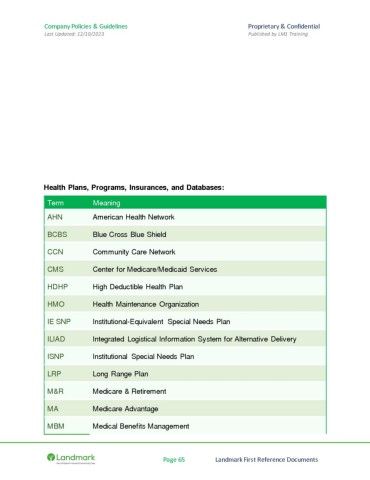 Company Policies & Guidelines Proprietary & Confidential
Last Updated: 12/19/2019 Published by LM1 Training
Health Plans, Programs, Insurances, and Databases:
Term Meaning
AHN American Health Network
BCBS Blue Cross Blue Shield
CCN Community Care Network
CMS Center for Medicare/Medicaid Services
HDHP High Deductible Health Plan
HMO Health Maintenance Organization
IE SNP Institutional-Equivalent Special Needs Plan
ILIAD Integrated Logistical Information System for Alternative Delivery
ISNP Institutional Special Needs Plan
LRP Long Range Plan
M&R Medicare & Retirement
MA Medicare Advantage
MBM Medical Benefits Management
Landmark
Page 65 Landmark First Reference Documents